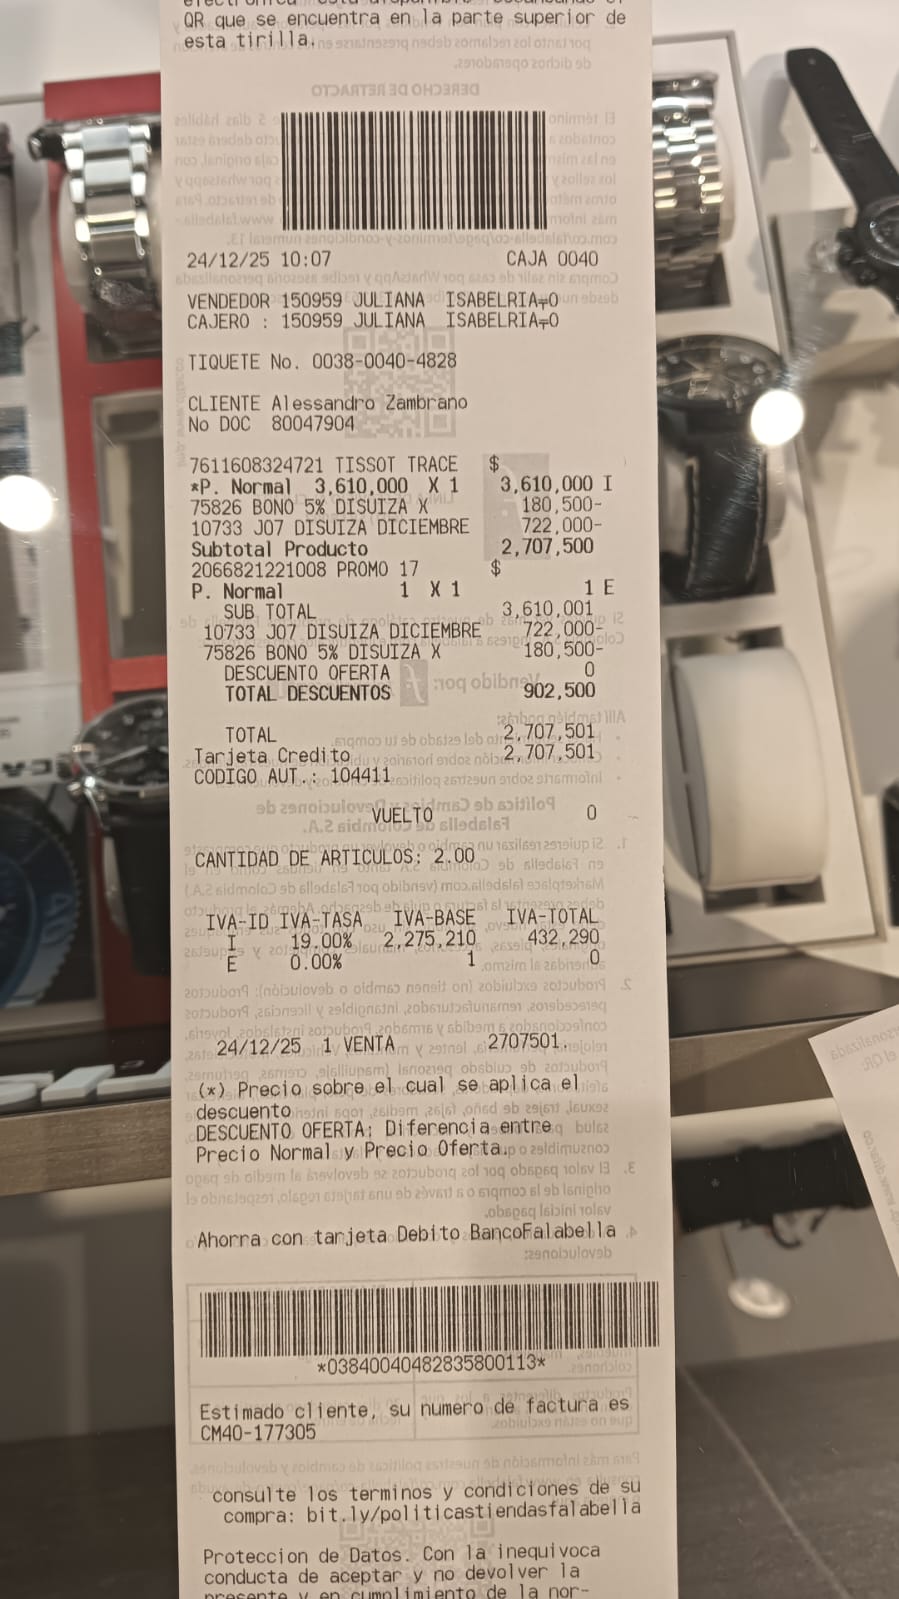 QR que se encuentra en la parte superior de
esta tirilla.
24/12/25 10:07 CAJA 0040
VENDEDOR 150959 JULIANA ISABELRIA╤O
CAJERO : 150959 JULIANA ISABELRIA╤O
TIQUETE No. 0038-0040-4828
CLIENTE Alessandro Zambrano
No DOC 80047904
7611608324721 TISSOT TRACE $
*P. Normal 3,610,000 X 1 3,610,000 I
75826 BONO 5% DISUIZA X 180,500-
10733 J07 DISUIZA DICIEMBRE 722,000-
Subtotal Producto 2,707,500
2066821221008 PROMO 17 $
P. Normal 1 X 1 1 E
SUB TOTAL 3,610,001
10733 J07 DISUIZA DICIEMBRE 722,000-
75826 BONO 5% DISUIZA X 180,500-
DESCUENTO OFERTA 0
TOTAL DESCUENTOS 902,500
TOTAL 2,707,501
Tarjeta Credito 2,707,501
CODIGO AUT.: 104411
VUELTO 0
CANTIDAD DE ARTICULOS: 2.00
IVA-ID IVA-TASA IVA-BASE IVA-TOTAL
I 19.00% 2,275,210 432,290
E 0.00% 1 0
24/12/25 1 VENTA 2707501.
(*) Precio sobre el cual se aplica el
descuento
DESCUENTO OFERTA: Diferencia entre
Precio Normal y Precio Oferta.
Ahorra con tarjeta Debito BancoFalabella
*03840040482835800113*
Estimado cliente, su numero de factura es
CM40-177305
consulte los terminos y condiciones de su
compra: bit.ly/politicastiendasfalabella
Proteccion de Datos. Con la inequivoca
conducta de aceptar y no devolver la
presente y en cumplimiento de la nor-